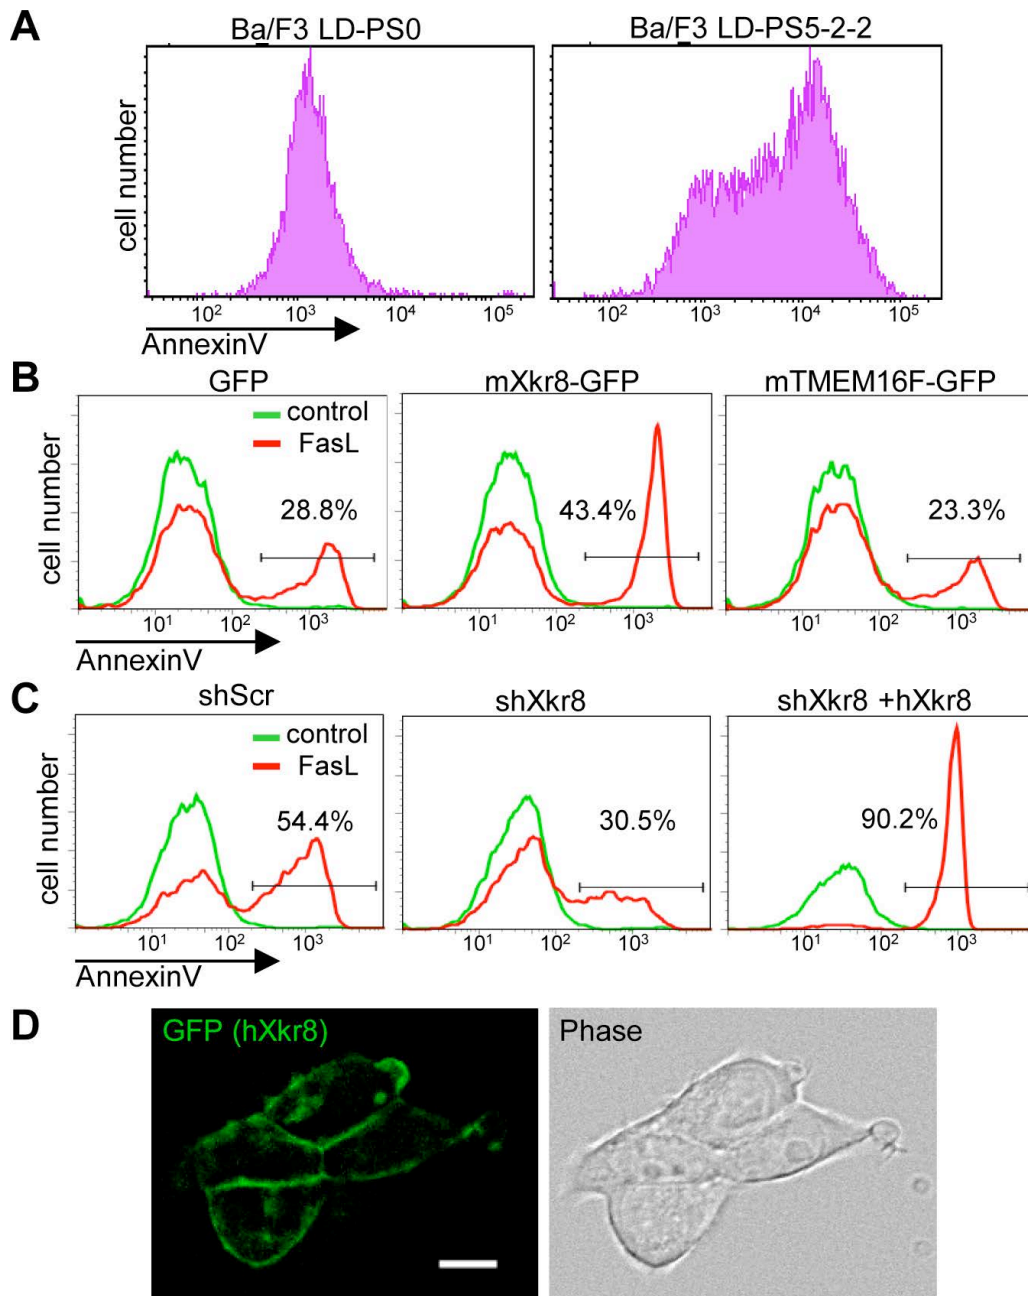 A
Ba/F3 LD-PS0
Ba/F3 LD-PS5-2-2
cell number
10² 10³ 10⁴ 10⁵
10² 10³ 10⁴ 10⁵
AnnexinV
B
GFP
mXkr8-GFP
mTMEM16F-GFP
cell number
control
FasL
28.8%
43.4%
23.3%
10¹ 10² 10³
10¹ 10² 10³
10¹ 10² 10³
AnnexinV
C
shScr
shXkr8
shXkr8 +hXkr8
cell number
control
FasL
54.4%
30.5%
90.2%
10¹ 10² 10³
10¹ 10² 10³
10¹ 10² 10³
AnnexinV
D
GFP (hXkr8)
Phase